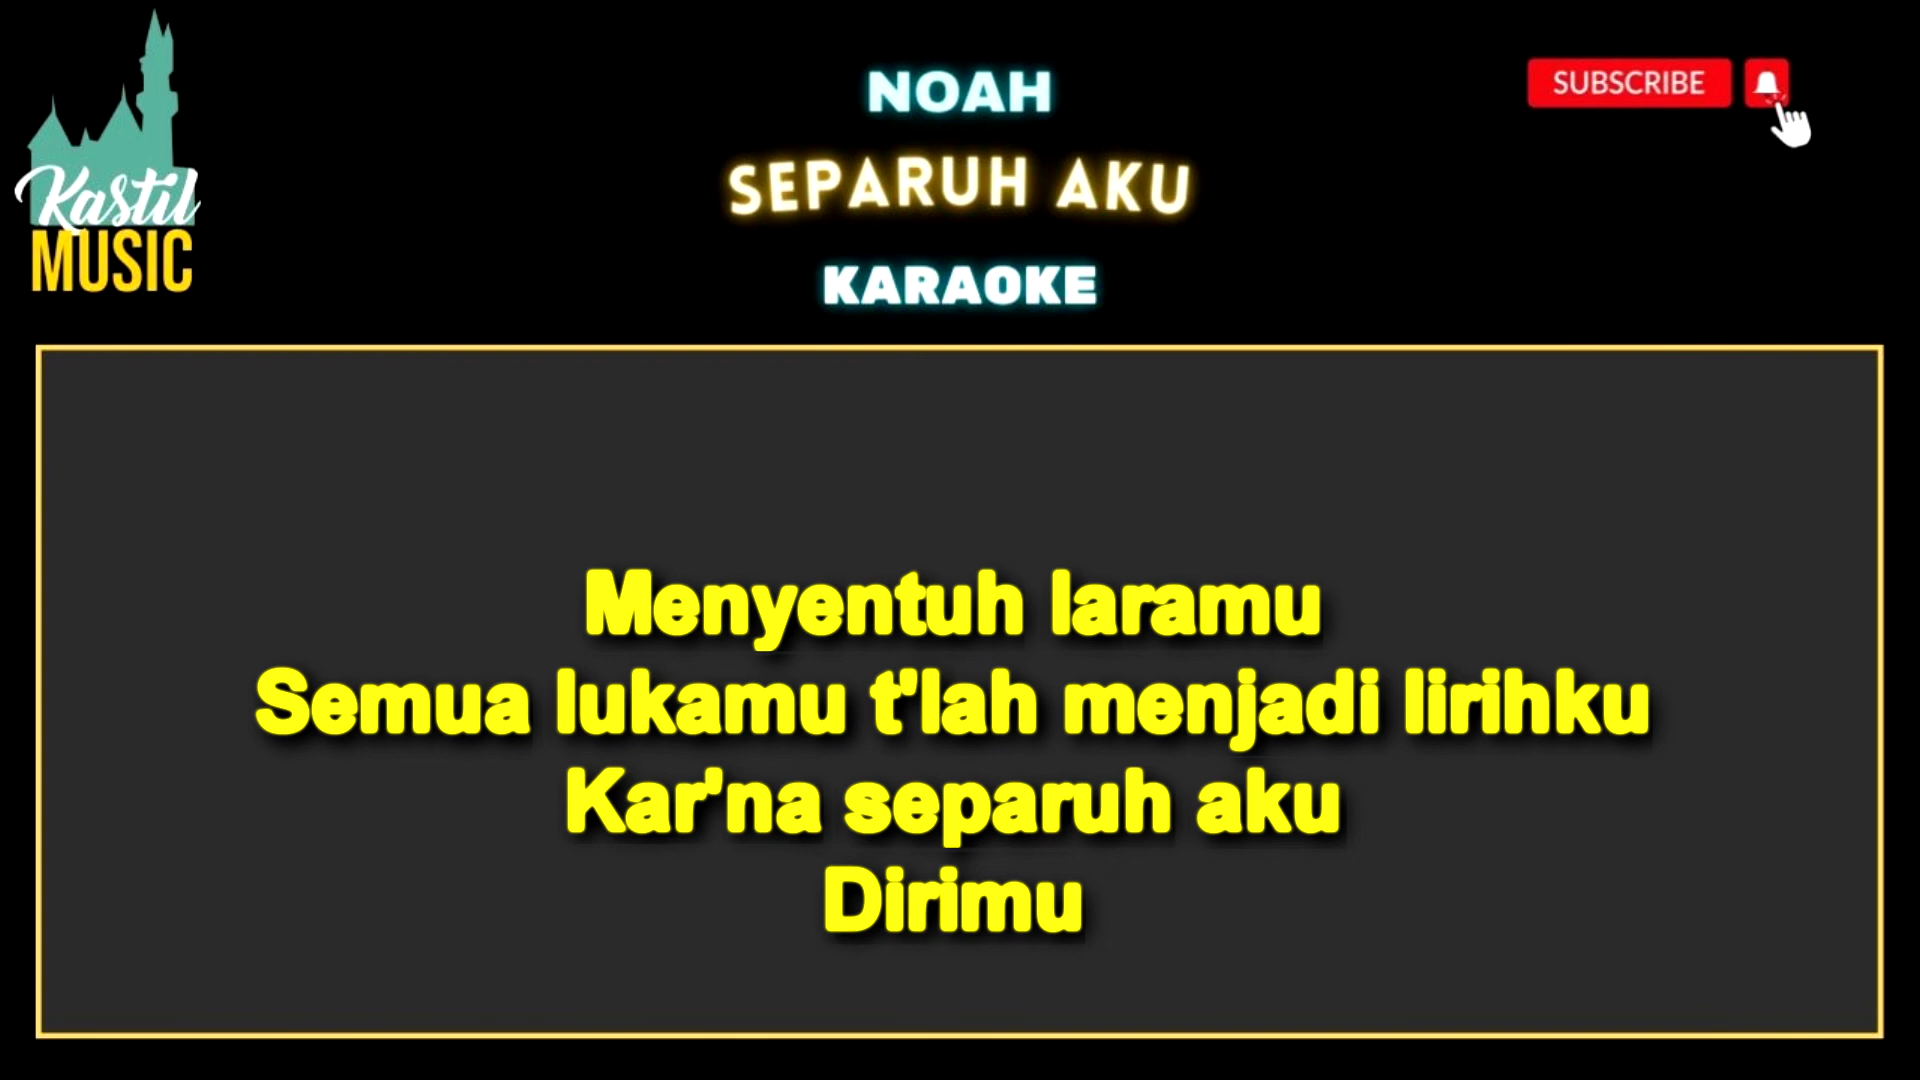 Kastil
MUSIC
NOAH
SEPARUH AKU
KARAOKE
SUBSCRIBE
Menyentuh laramu
Semua lukamu t'lah menjadi lirihku
Kar'na separuh aku
Dirimu